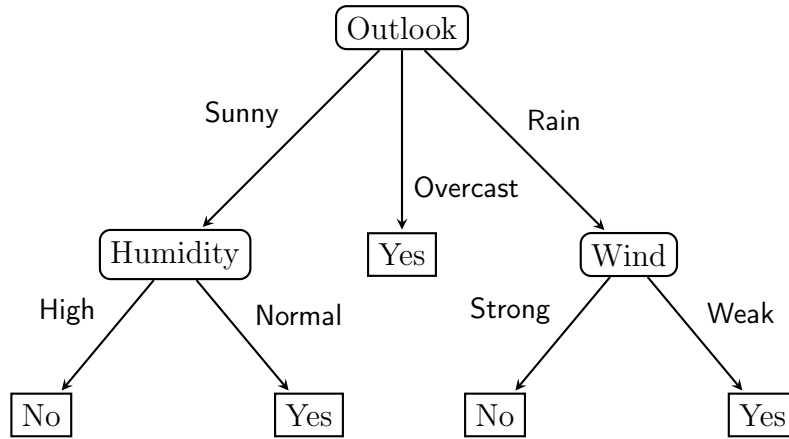 Outlook
Sunny
Rain
Overcast
Humidity
Yes
Wind
High
Normal
Strong
Weak
No
Yes
No
Yes